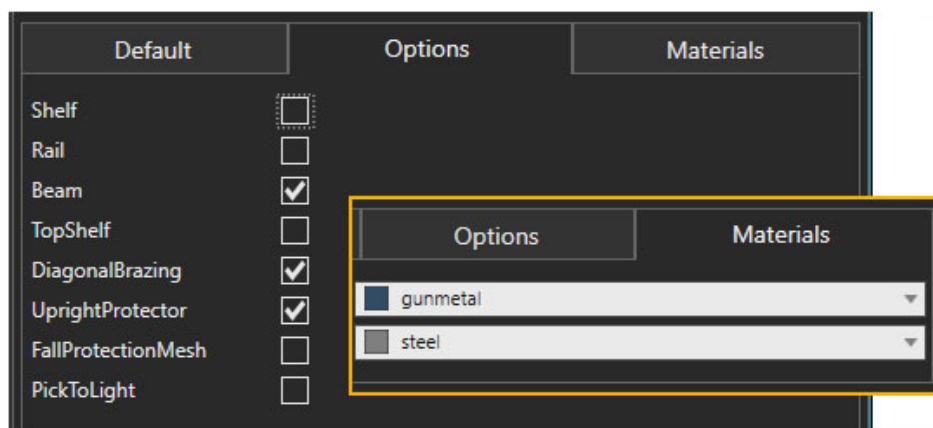 Default Options Materials
Shelf
Rail
Beam
TopShelf
DiagonalBrazing
UprightProtector
FallProtectionMesh
PickToLight
Options Materials
gunmetal
steel